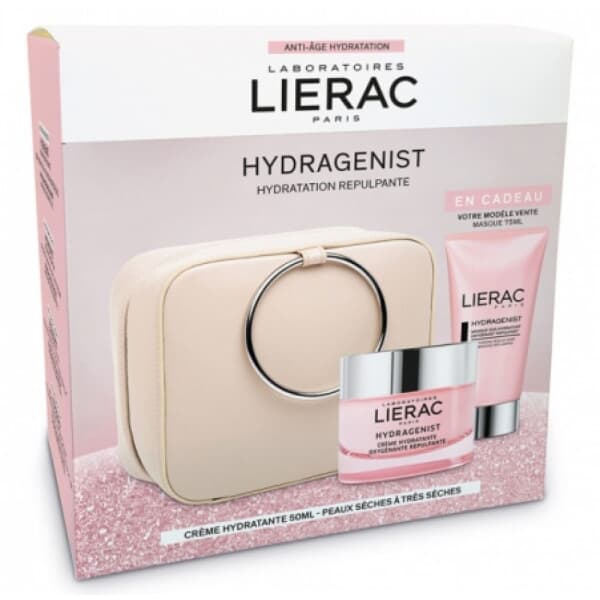 ANTI-ÂGE HYDRATATION
LABORATOIRES
LIERAC
PARIS
HYDRAGENIST
HYDRATATION REPULPANTE
EN CADEAU
VOTRE MODÈLE VENTE
MASQUE 75ML
LIERAC
PARIS
HYDRAGENIST
LABORATOIRES
LIERAC
PARIS
HYDRAGENIST
CRÈME HYDRATANTE
OXYGÉNANTE REPULPANTE
CRÈME HYDRATANTE 50ML - PEAUX SÈCHES À TRÈS SÈCHES